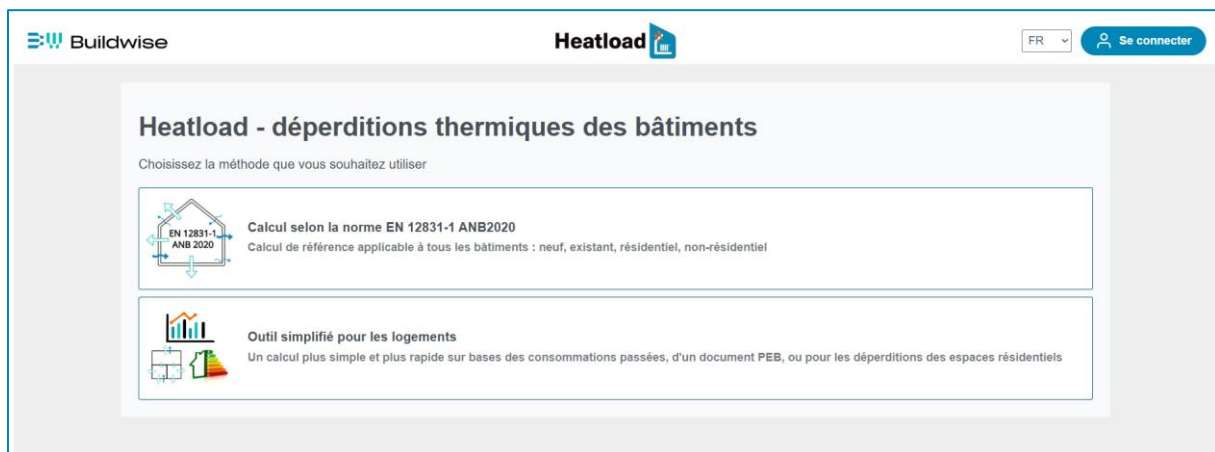 Buildwise
Heatload
FR
Se connecter
Heatload - déperditions thermiques des bâtiments
Choisissez la méthode que vous souhaitez utiliser
EN 12831-1
ANB 2020
Calcul selon la norme EN 12831-1 ANB2020
Calcul de référence applicable à tous les bâtiments : neuf, existant, résidentiel, non-résidentiel
Outil simplifié pour les logements
Un calcul plus simple et plus rapide sur bases des consommations passées, d'un document PEB, ou pour les déperditions des espaces résidentiels